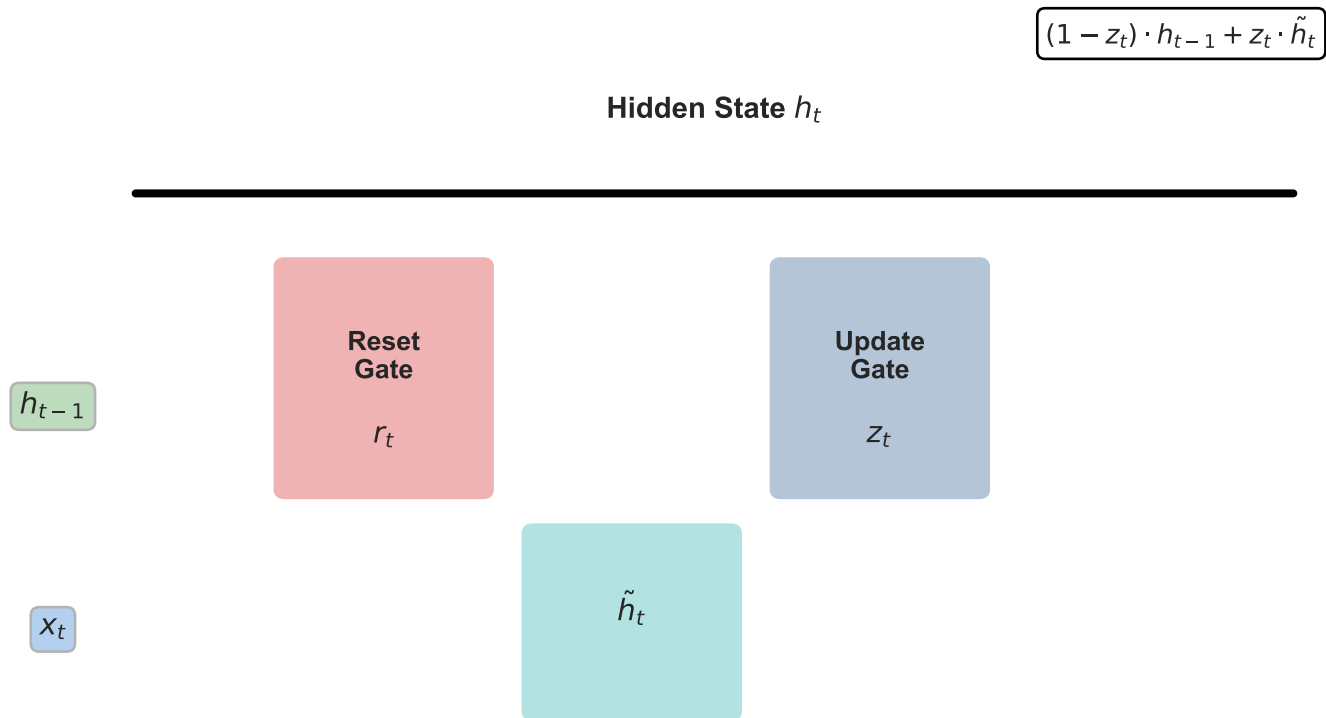 (1 − z_t) · h_{t−1} + z_t · h̃_t
Hidden State h_t
Reset
Gate
r_t
Update
Gate
z_t
h_{t−1}
h̃_t
x_t